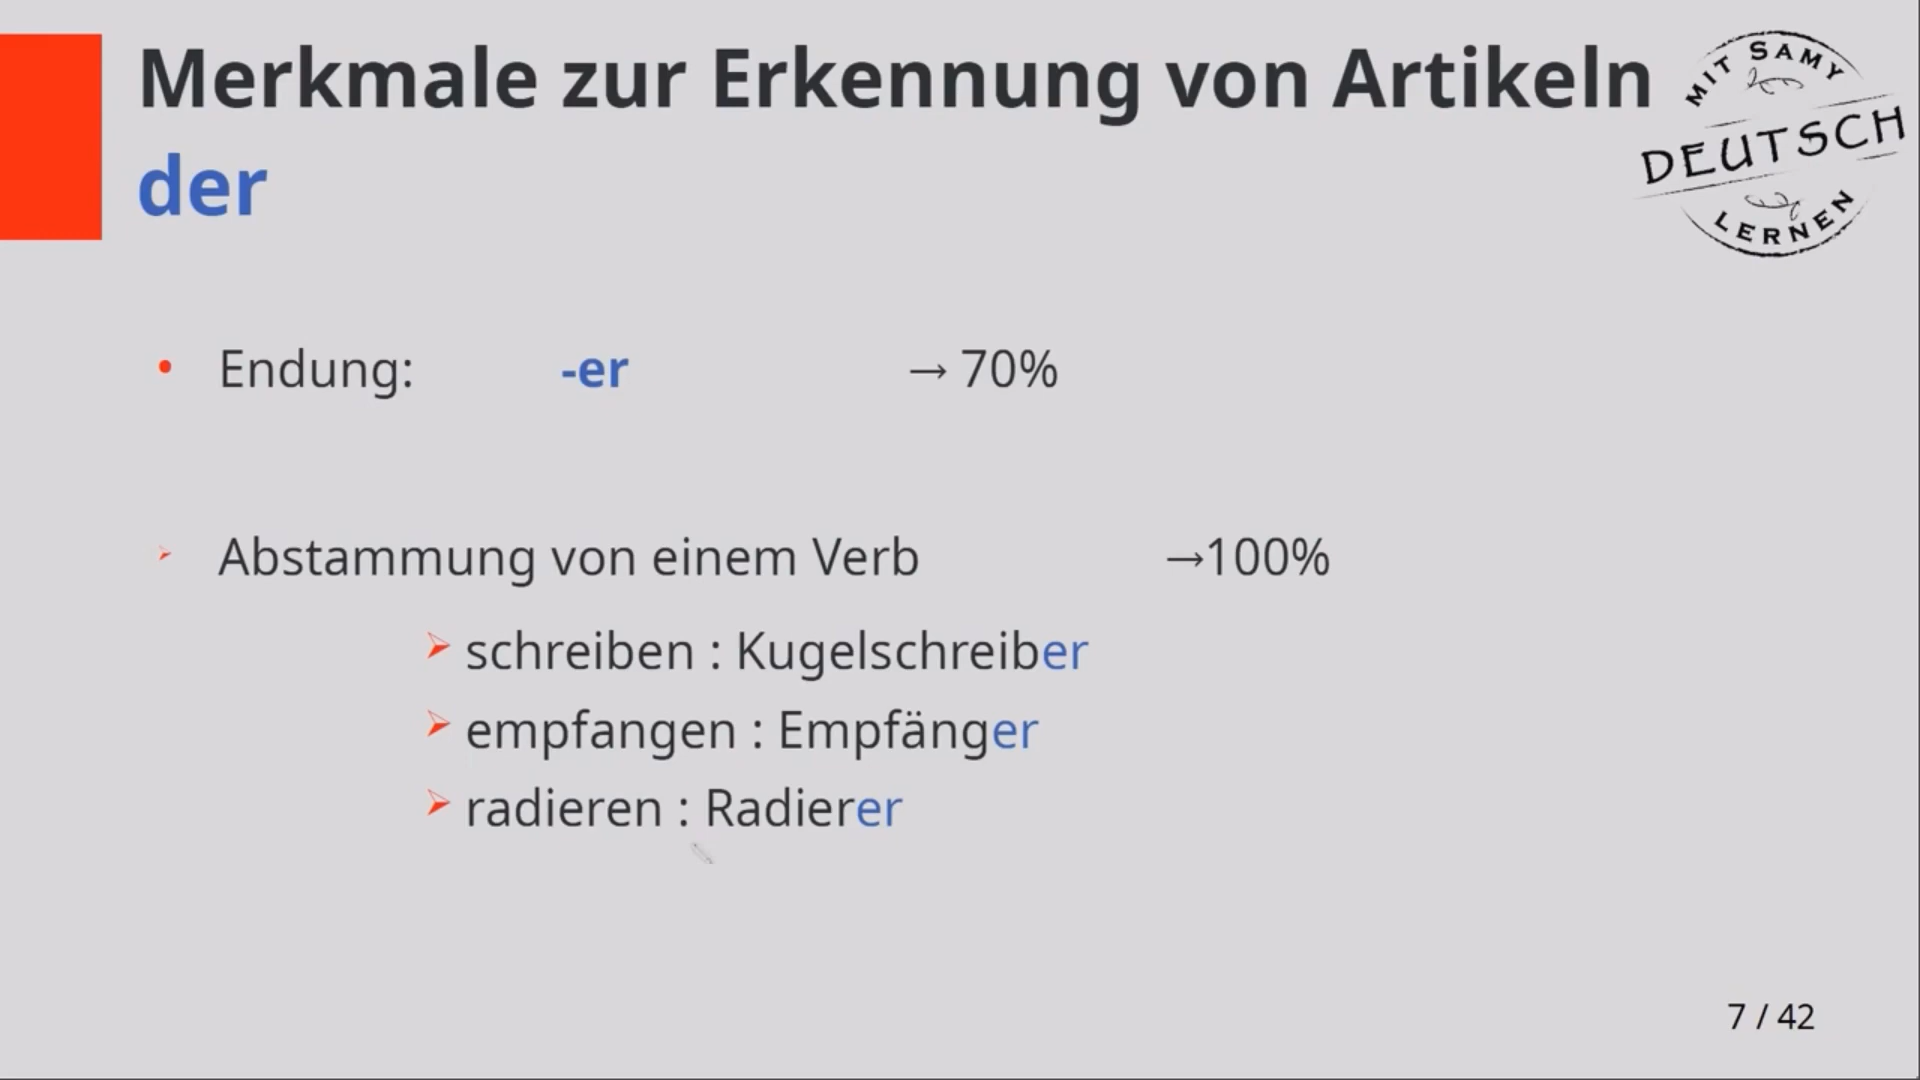 Merkmale zur Erkennung von Artikeln
der
MIT SAMY
DEUTSCH
LERNEN
• Endung: -er → 70%
➢ Abstammung von einem Verb →100%
➢ schreiben : Kugelschreiber
➢ empfangen : Empfänger
➢ radieren : Radierer
7 / 42